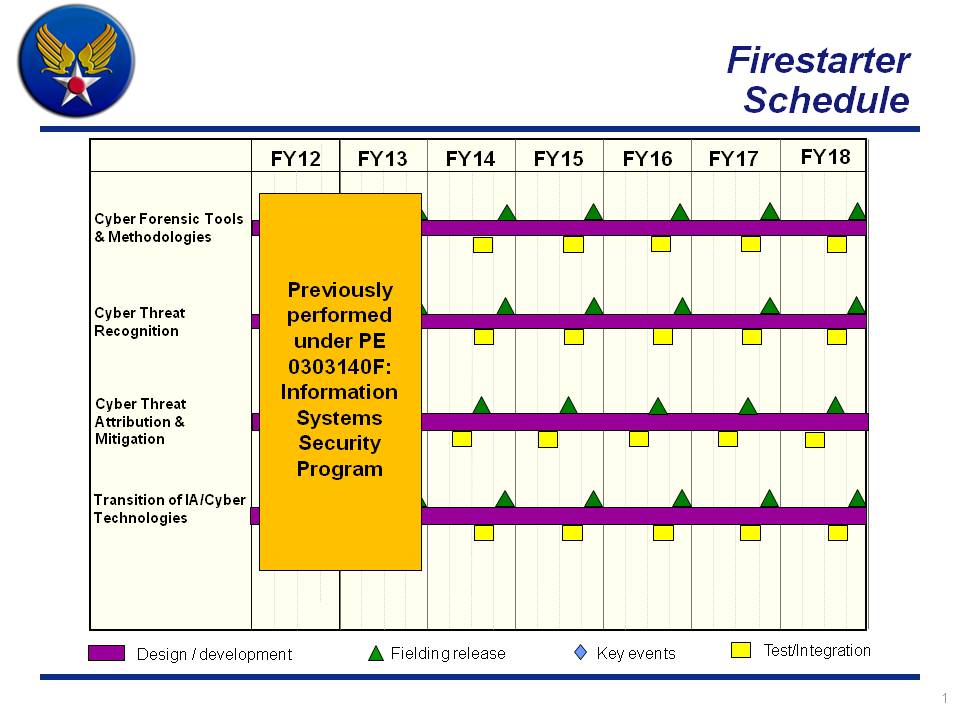 Firestarter
Schedule
FY12 FY13 FY14 FY15 FY16 FY17 FY18
Cyber Forensic Tools
& Methodologies
Cyber Threat
Recognition
Cyber Threat
Attribution &
Mitigation
Transition of IA/Cyber
Technologies
Previously
performed
under PE
0303140F:
Information
Systems
Security
Program
Design / development Fielding release Key events Test/Integration
1